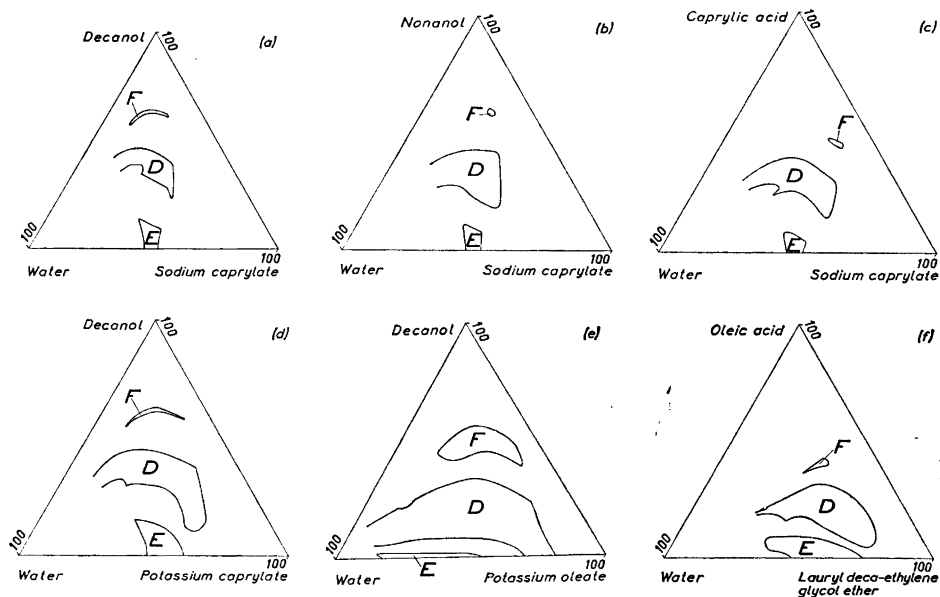 Decanol 100 (a)
F
D
E
100 100
Water Sodium caprylate
Nonanol 100 (b)
F
D
E
100 100
Water Sodium caprylate
Caprylic acid 100 (c)
F
D
E
100 100
Water Sodium caprylate
Decanol 100 (d)
F
D
E
100 100
Water Potassium caprylate
Decanol 100 (e)
F
D
E
100 100
Water Potassium oleate
Oleic acid 100 (f)
F
D
E
100 100
Water Lauryl deca-ethylene
glycol ether